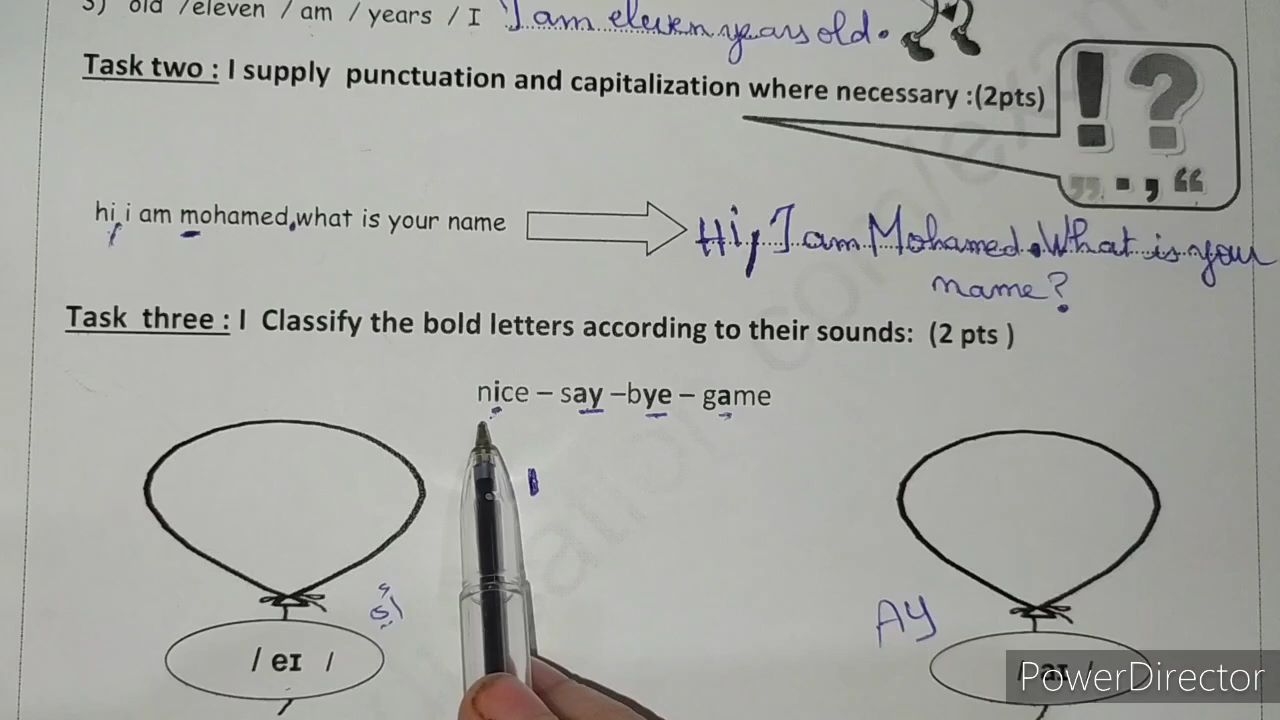 3) old /eleven / am / years / I I am eleven years old.
Task two : I supply punctuation and capitalization where necessary :(2pts)
! ?
„ . , “
hi, i am mohamed.what is your name Hi, I am Mohamed. What is your
name?
Task three : I Classify the bold letters according to their sounds: (2 pts )
nice – say –bye – game
AY
/ eɪ /
/ aɪ /
PowerDirector